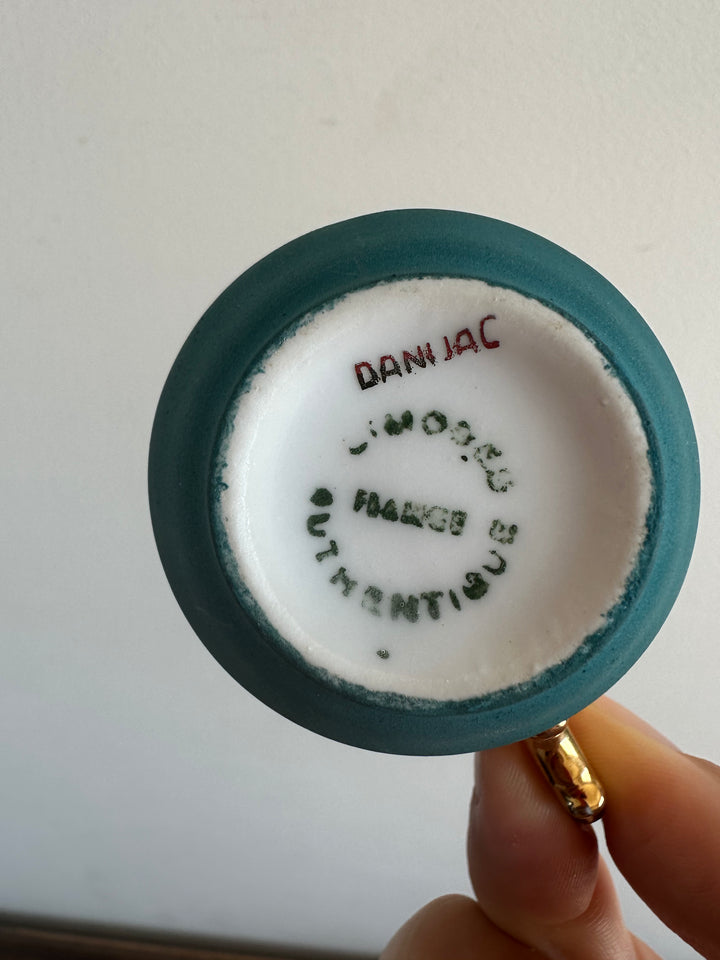 DANIJAC
LIMOGES
FRANCE
AUTHENTIQUE